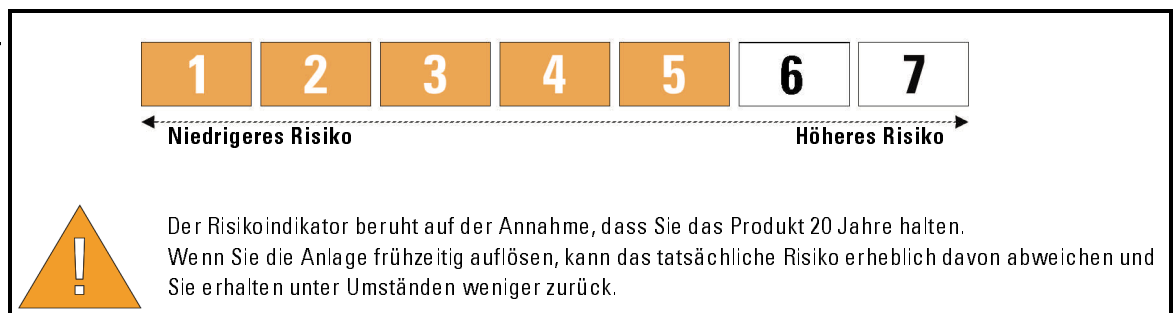 1 2 3 4 5 6 7
Niedrigeres Risiko Höheres Risiko
!
Der Risikoindikator beruht auf der Annahme, dass Sie das Produkt 20 Jahre halten.
Wenn Sie die Anlage frühzeitig auflösen, kann das tatsächliche Risiko erheblich davon abweichen und
Sie erhalten unter Umständen weniger zurück.